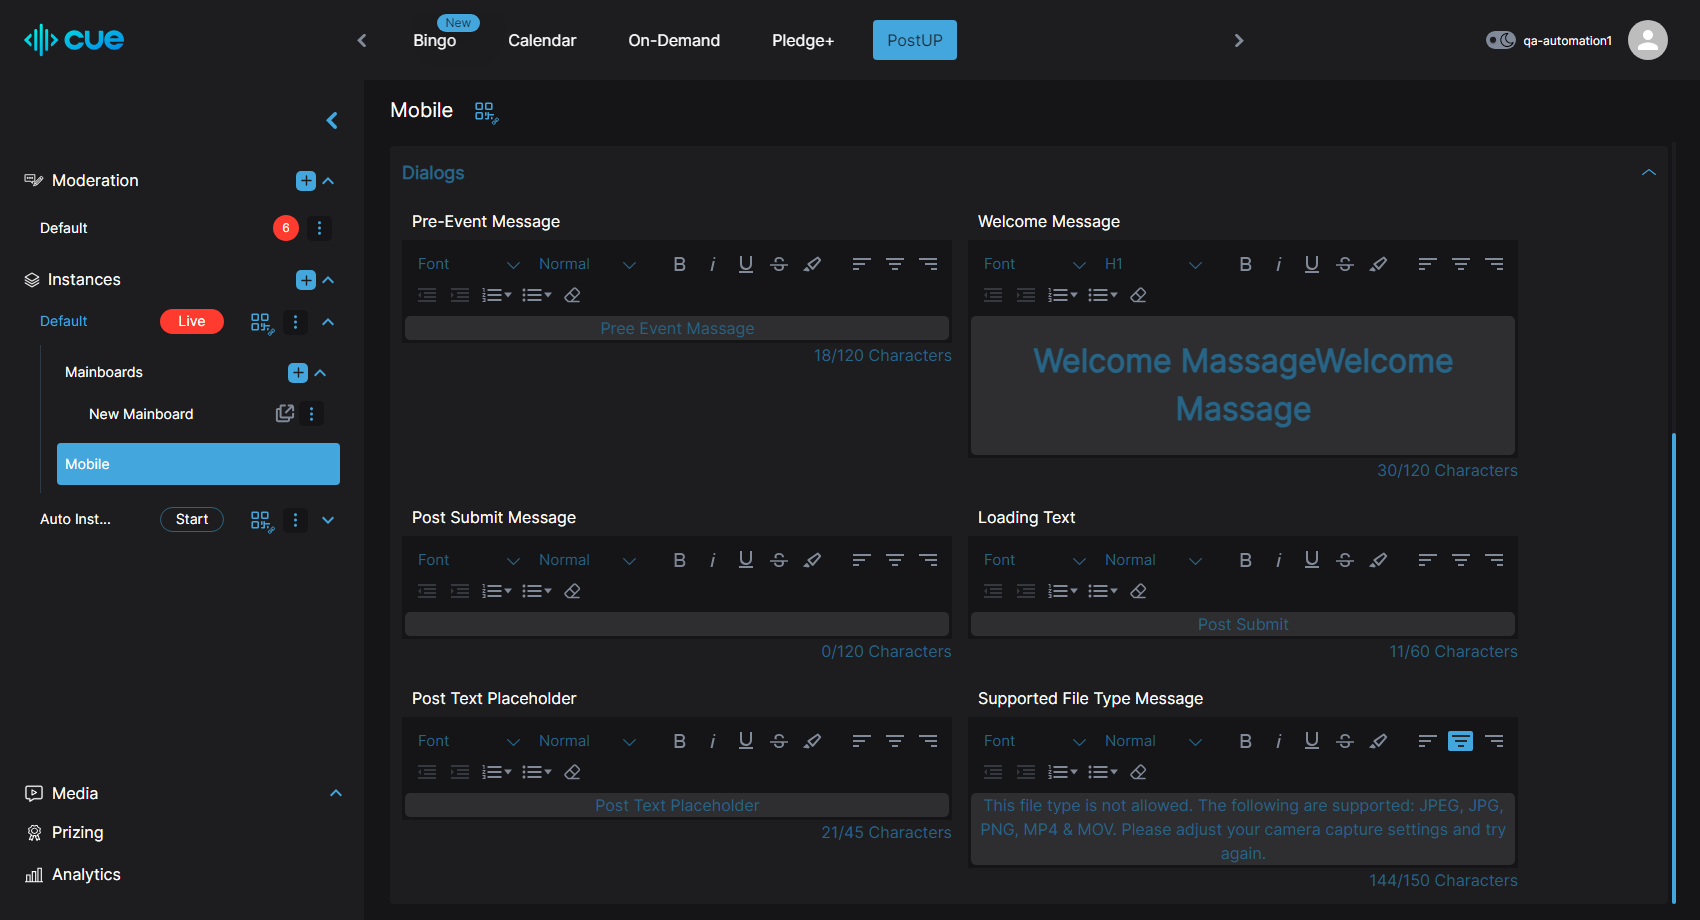 cue
New
Bingo
Calendar
On-Demand
Pledge+
PostUP
qa-automation1
Mobile
Moderation
Default
6
Instances
Default
Live
Mainboards
New Mainboard
Mobile
Auto Inst...
Start
Media
Prizing
Analytics
Dialogs
Pre-Event Message
Font
Normal
B i U S
Pree Event Massage
18/120 Characters
Welcome Message
Font
H1
B i U S
Welcome MassageWelcome
Massage
30/120 Characters
Post Submit Message
Font
Normal
B i U S
0/120 Characters
Loading Text
Font
Normal
B i U S
Post Submit
11/60 Characters
Post Text Placeholder
Font
Normal
B i U S
Post Text Placeholder
21/45 Characters
Supported File Type Message
Font
Normal
B i U S
This file type is not allowed. The following are supported: JPEG, JPG,
PNG, MP4 & MOV. Please adjust your camera capture settings and try
again.
144/150 Characters